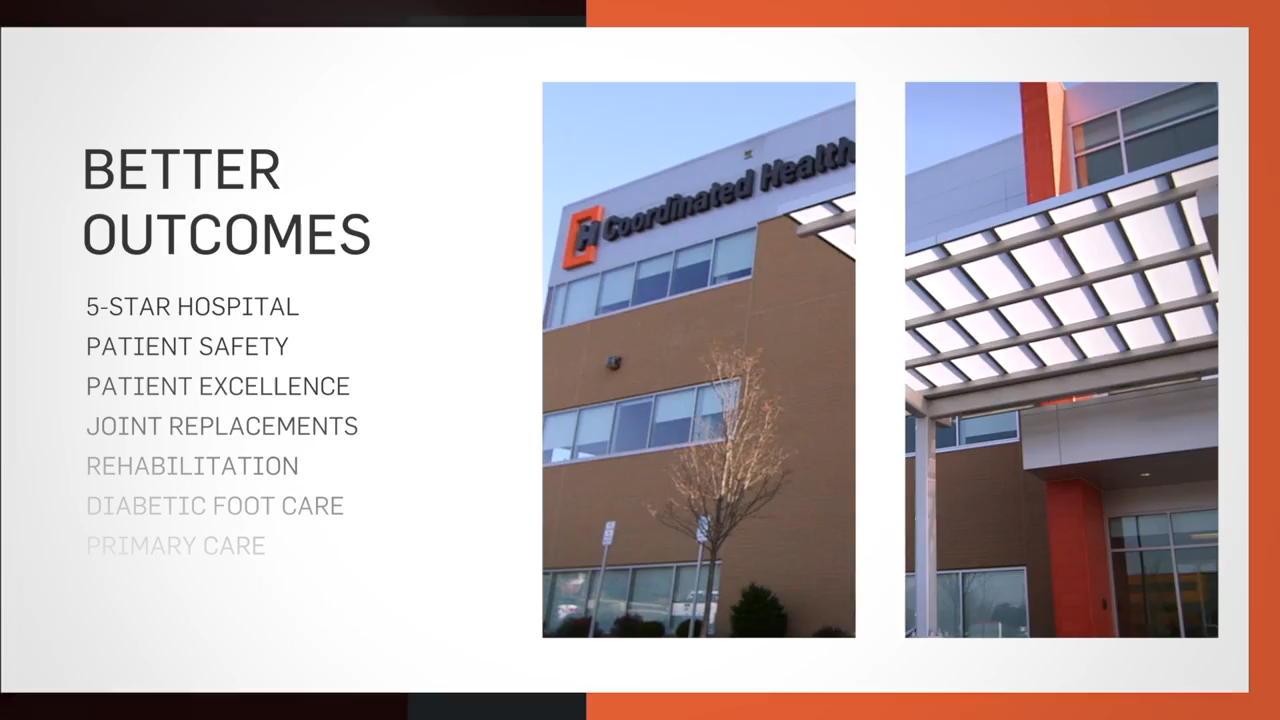 BETTER
OUTCOMES
5-STAR HOSPITAL
PATIENT SAFETY
PATIENT EXCELLENCE
JOINT REPLACEMENTS
REHABILITATION
DIABETIC FOOT CARE
PRIMARY CARE
Coordinated Health